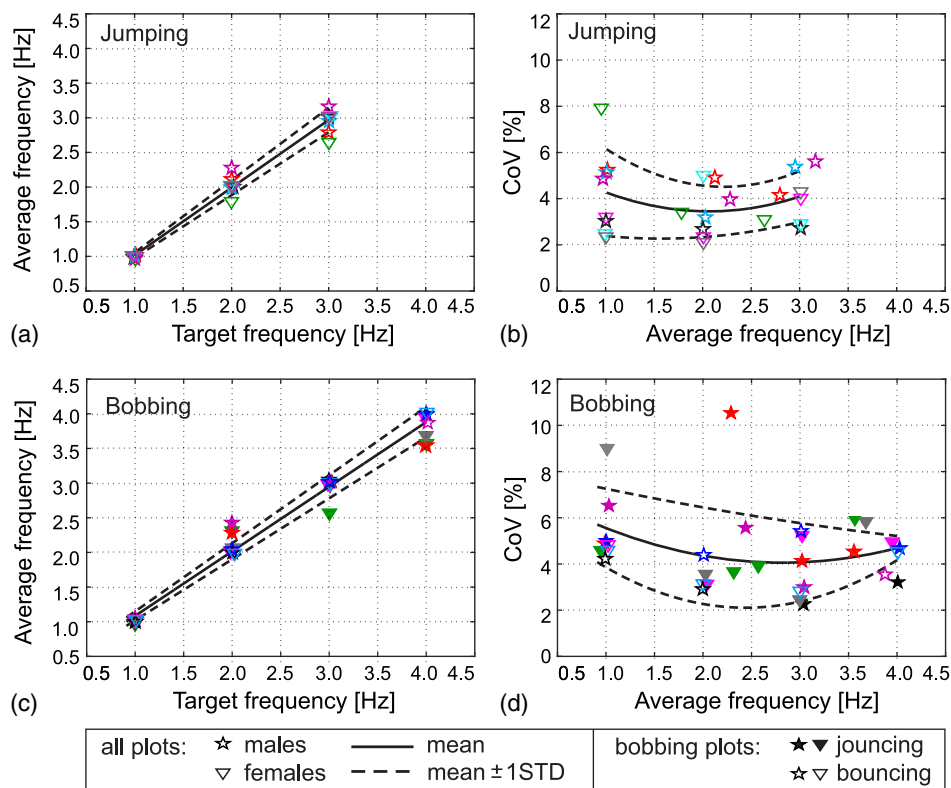 Jumping
Average frequency [Hz]
4.5
4.0
3.5
3.0
2.5
2.0
1.5
1.0
0.5
0.5 1.0 1.5 2.0 2.5 3.0 3.5 4.0 4.5
(a) Target frequency [Hz]
Jumping
CoV [%]
12
10
8
6
4
2
0
0.5 1.0 1.5 2.0 2.5 3.0 3.5 4.0 4.5
(b) Average frequency [Hz]
Bobbing
Average frequency [Hz]
4.5
4.0
3.5
3.0
2.5
2.0
1.5
1.0
0.5
0.5 1.0 1.5 2.0 2.5 3.0 3.5 4.0 4.5
(c) Target frequency [Hz]
Bobbing
CoV [%]
12
10
8
6
4
2
0
0.5 1.0 1.5 2.0 2.5 3.0 3.5 4.0 4.5
(d) Average frequency [Hz]
all plots: males mean bobbing plots: jouncing
females mean ±1STD bouncing